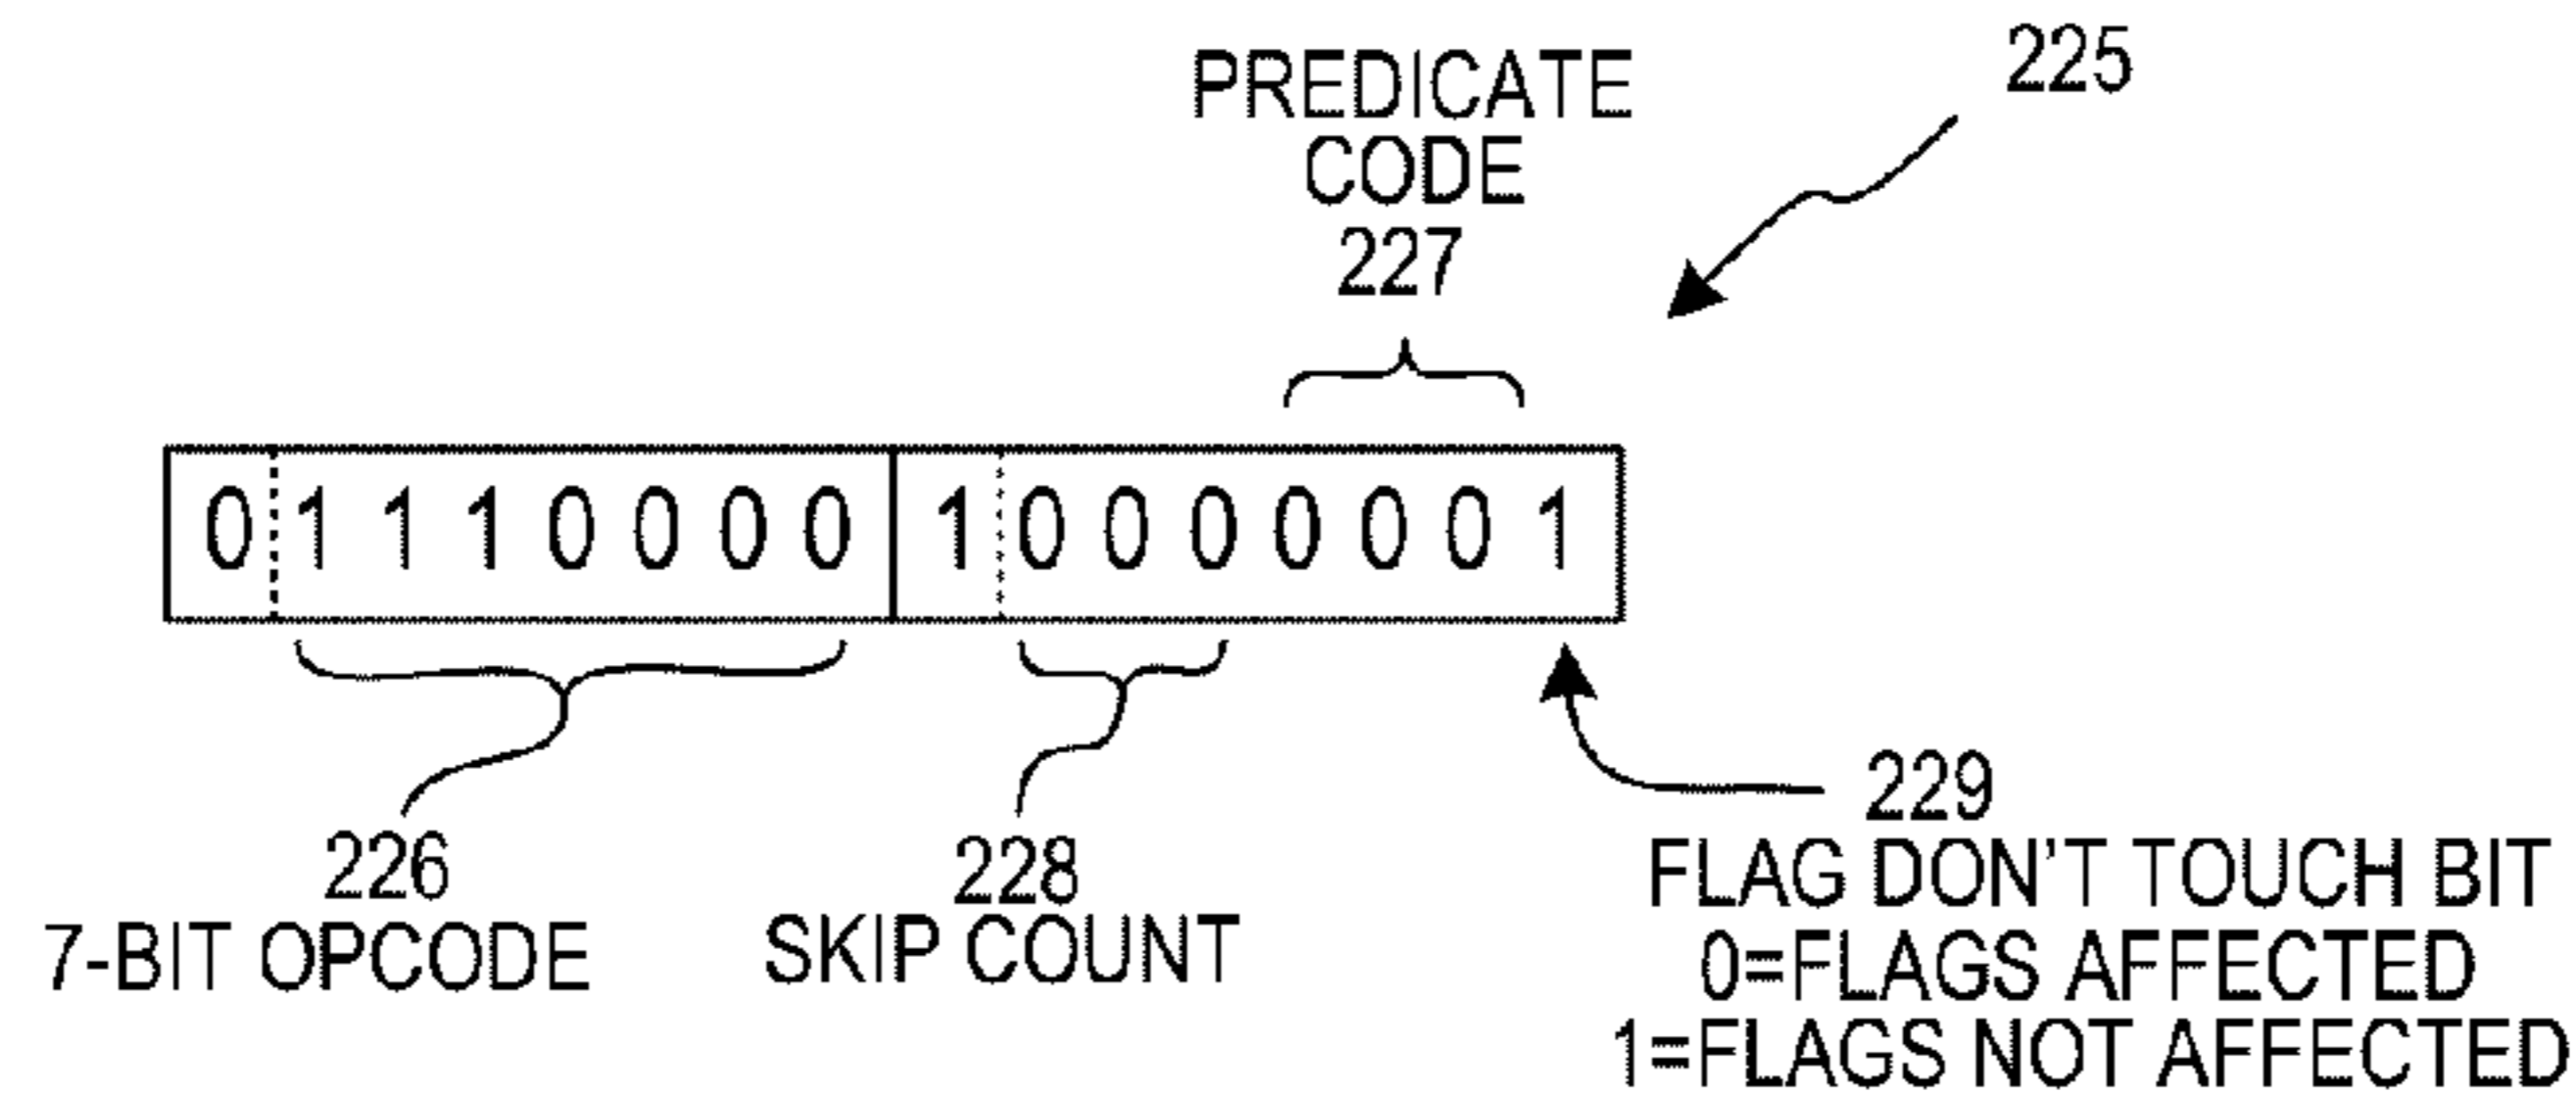 225
PREDICATE
CODE
227
0 1 1 1 0 0 0 0 1 0 0 0 0 0 0 1
226
7-BIT OPCODE
228
SKIP COUNT
229
FLAG DON'T TOUCH BIT
0=FLAGS AFFECTED
1=FLAGS NOT AFFECTED